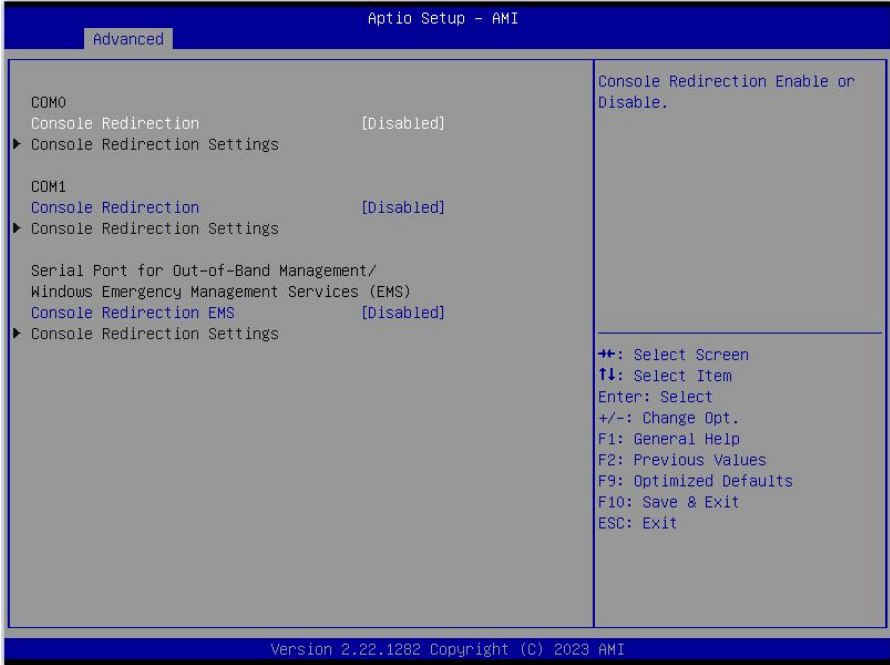 Aptio Setup – AMI
Advanced
COM0
Console Redirection [Disabled]
▶ Console Redirection Settings
COM1
Console Redirection [Disabled]
▶ Console Redirection Settings
Serial Port for Out-of-Band Management/
Windows Emergency Management Services (EMS)
Console Redirection EMS [Disabled]
▶ Console Redirection Settings
Console Redirection Enable or
Disable.
→←: Select Screen
↑↓: Select Item
Enter: Select
+/-: Change Opt.
F1: General Help
F2: Previous Values
F9: Optimized Defaults
F10: Save & Exit
ESC: Exit
Version 2.22.1282 Copyright (C) 2023 AMI